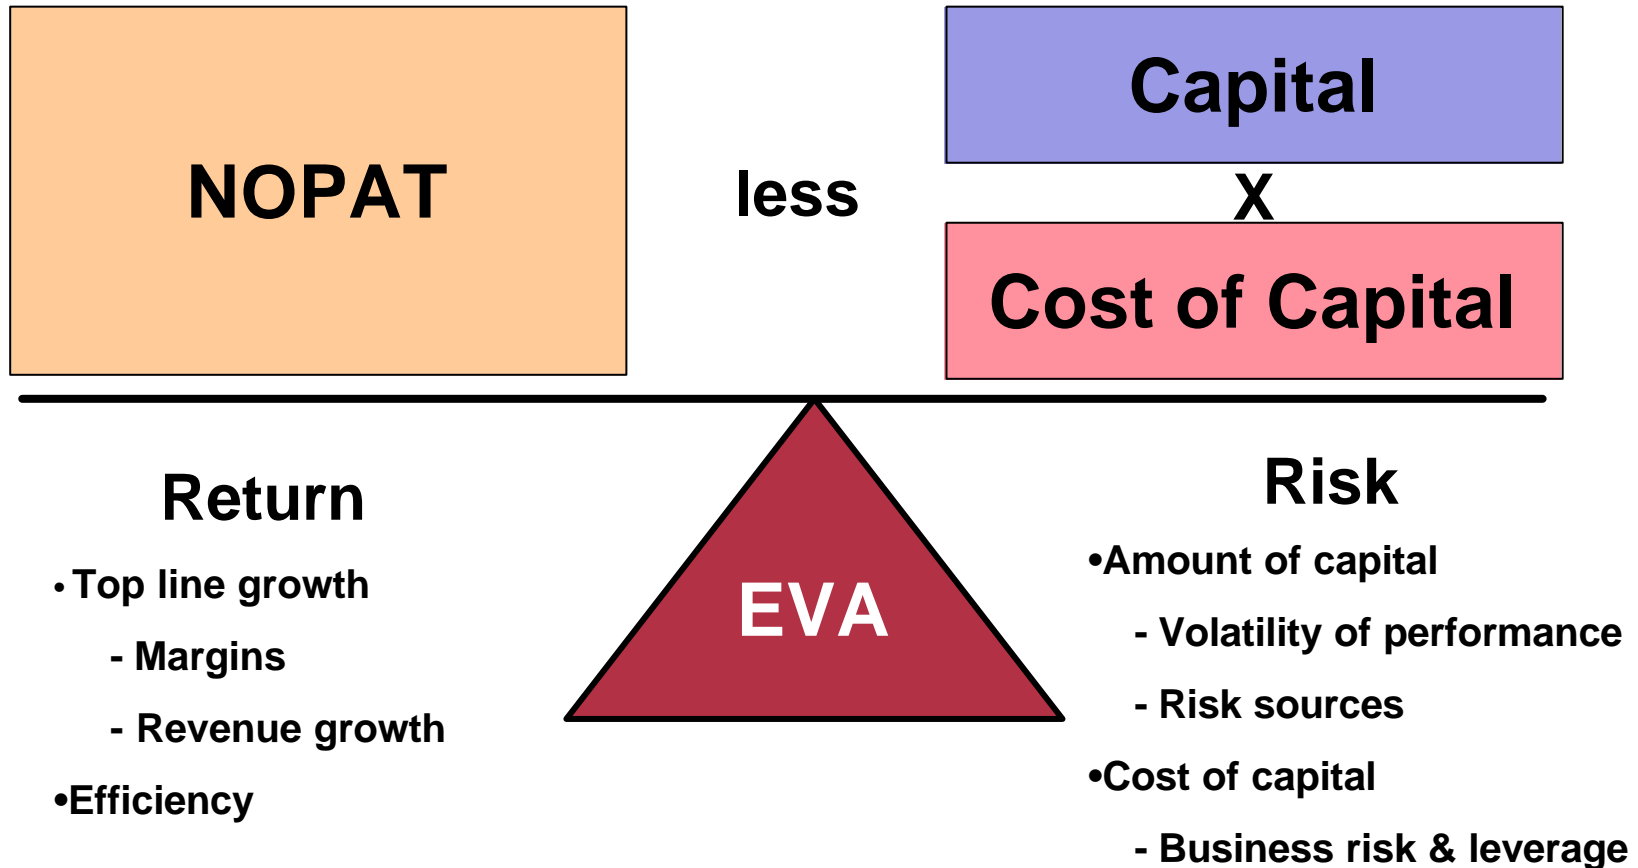 NOPAT
less
Capital
X
Cost of Capital
Return
• Top line growth
- Margins
- Revenue growth
•Efficiency
EVA
Risk
•Amount of capital
- Volatility of performance
- Risk sources
•Cost of capital
- Business risk & leverage